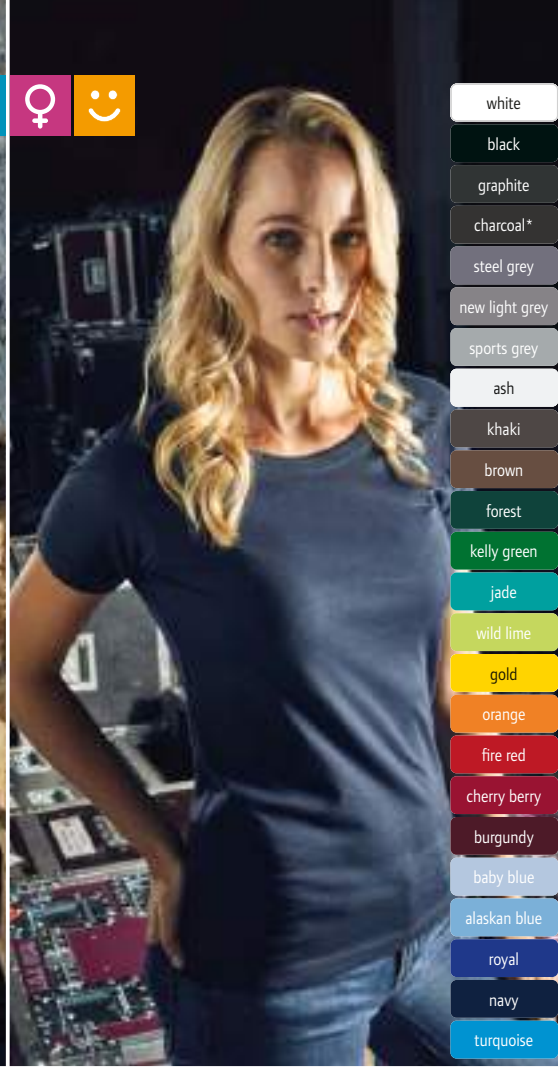 white
black
graphite
charcoal*
steel grey
new light grey
sports grey
ash
khaki
brown
forest
kelly green
jade
wild lime
gold
orange
fire red
cherry berry
burgundy
baby blue
alaskan blue
royal
navy
turquoise